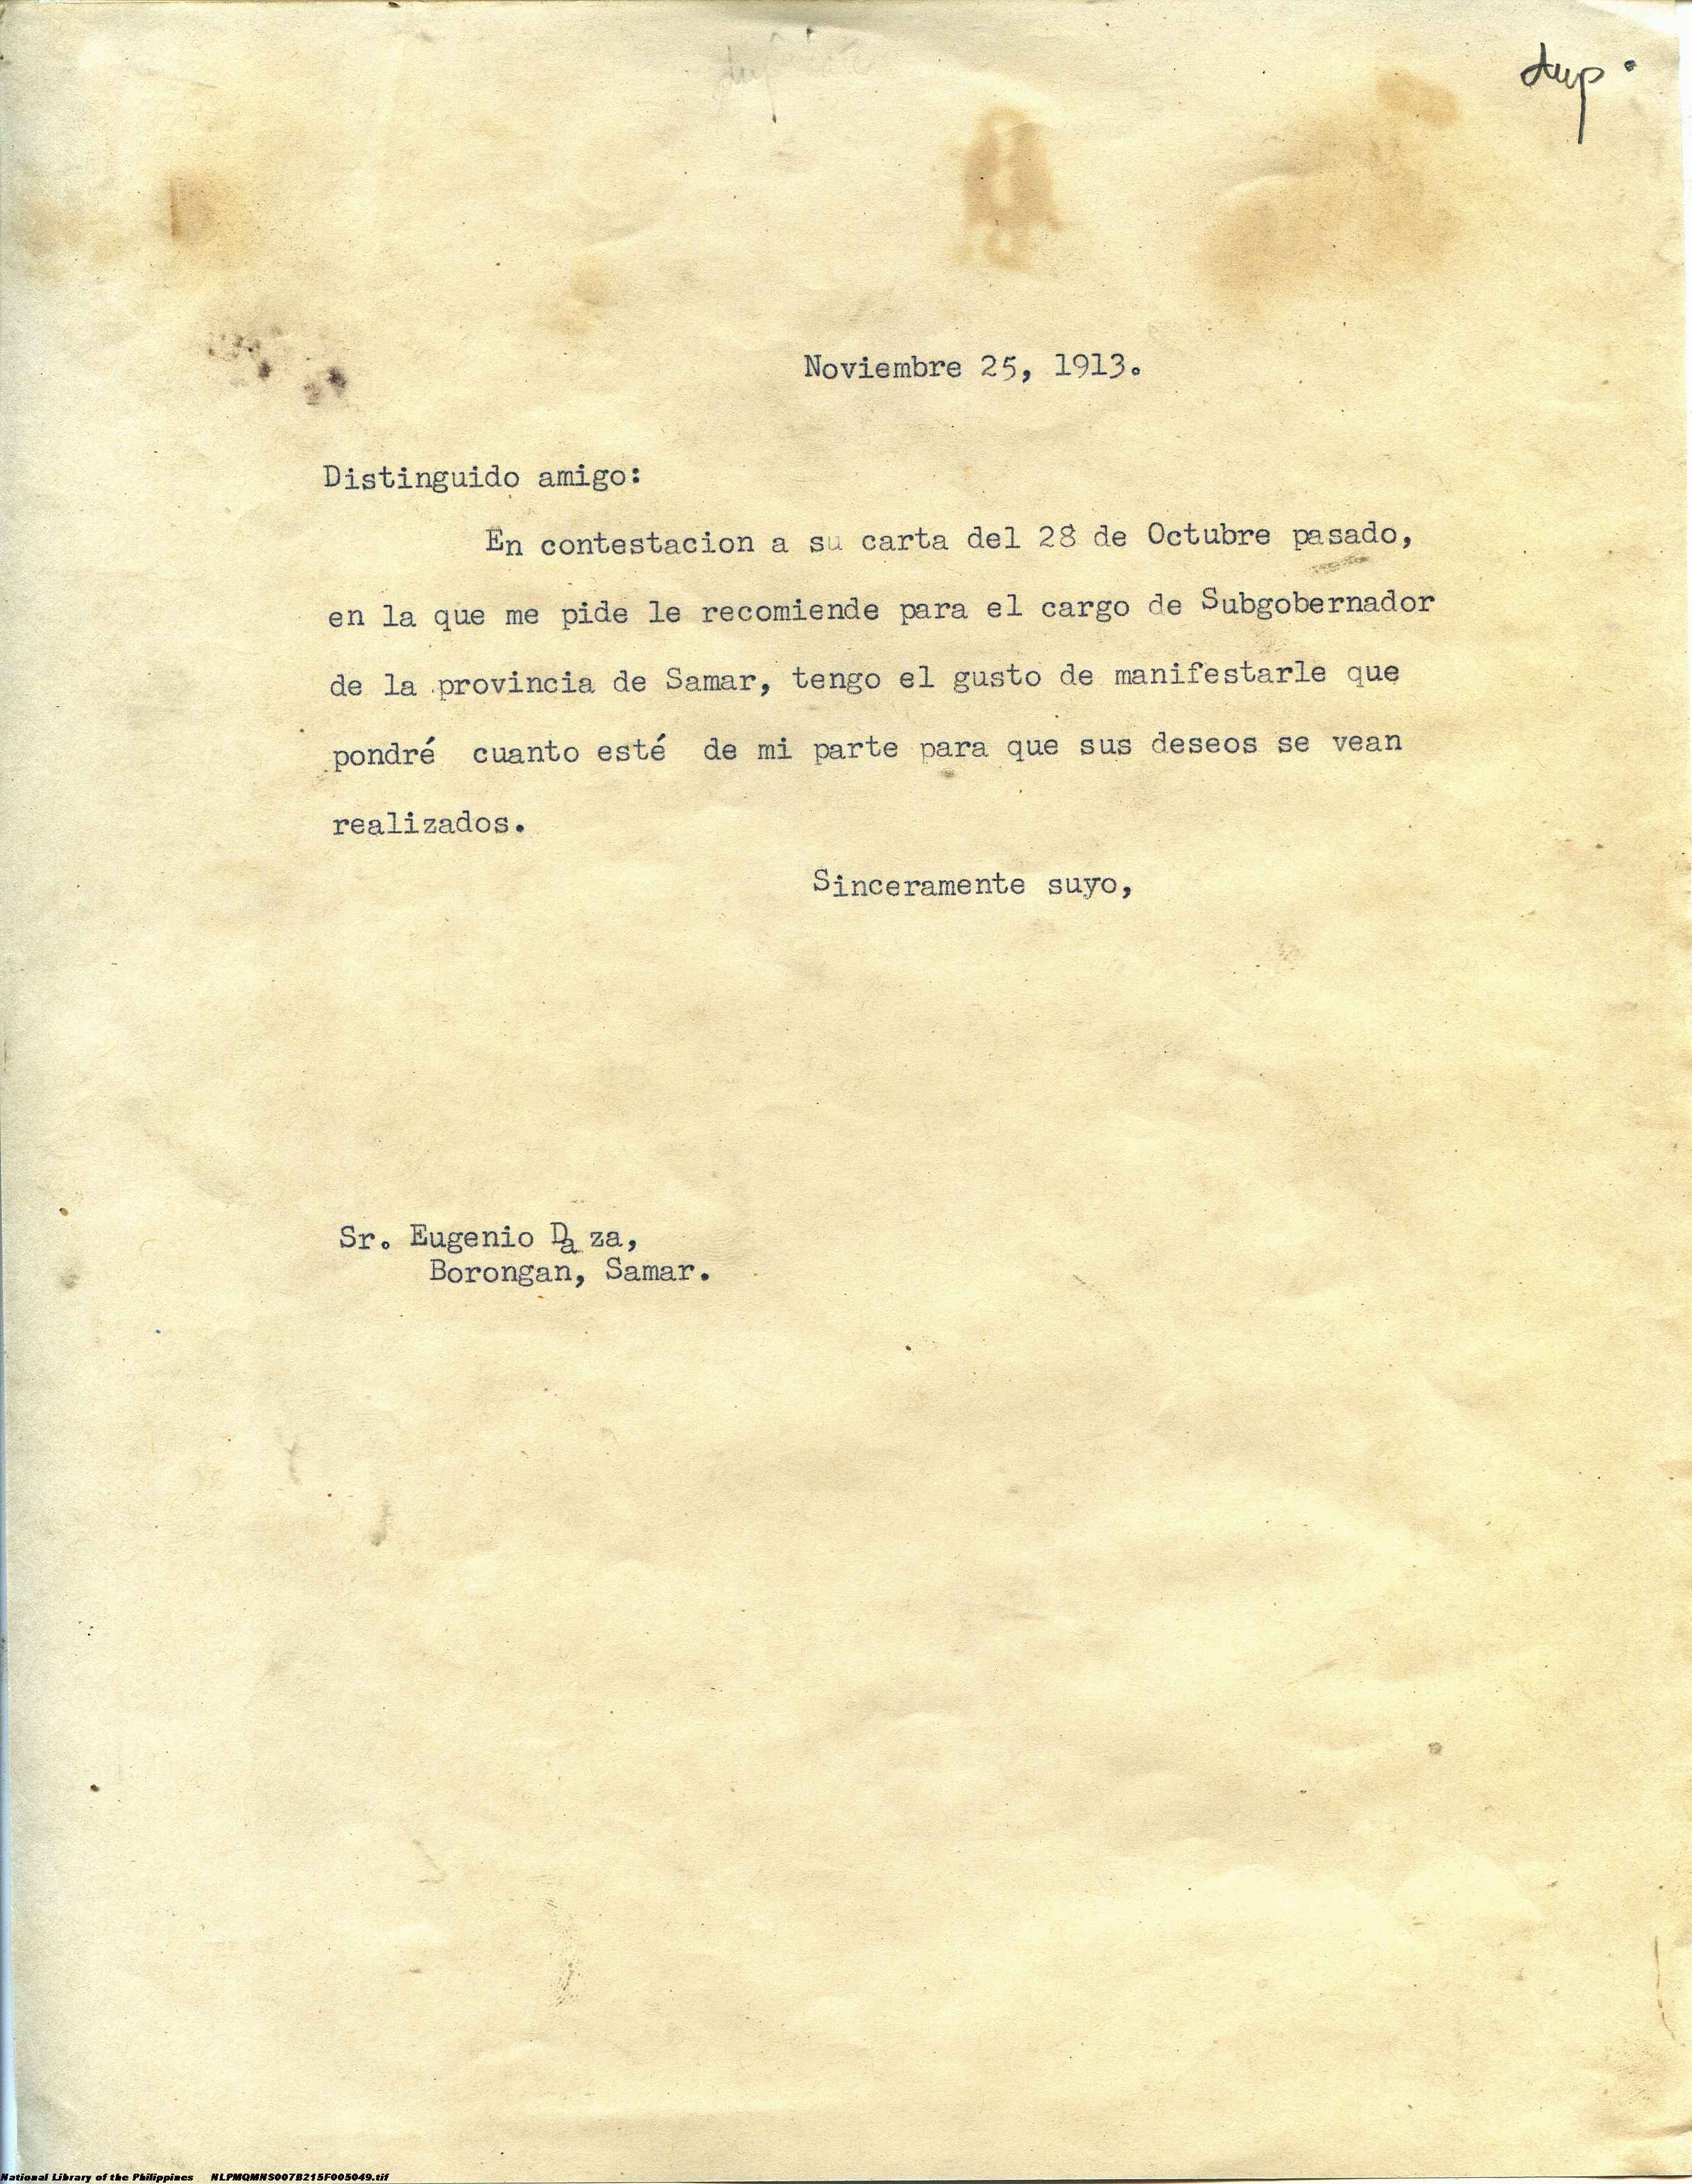 dup.
Noviembre 25, 1913.
Distinguido amigo:
En contestacion a su carta del 28 de Octubre pasado,
en la que me pide le recomiende para el cargo de Subgobernador
de la provincia de Samar, tengo el gusto de manifestarle que
pondré cuanto esté de mi parte para que sus deseos se vean
realizados.
Sinceramente suyo,
Sr. Eugenio Daza,
Borongan, Samar.
National Library of the Philippines NLPMQMNS007B215F005049.tif